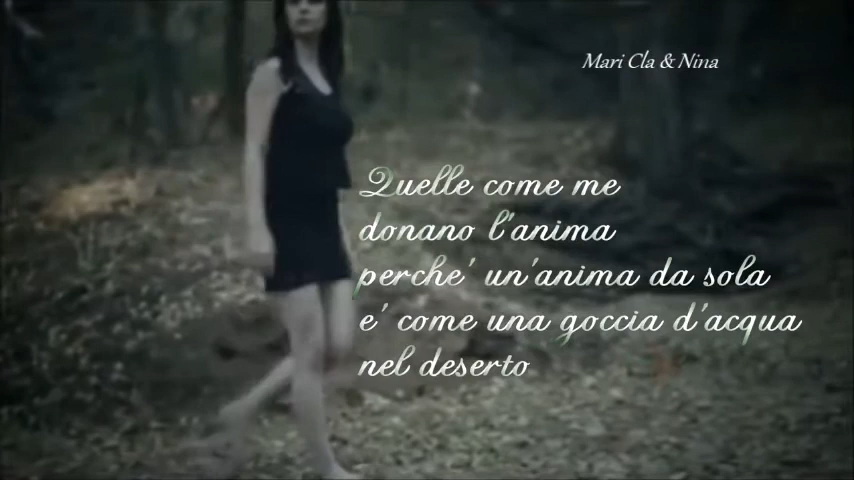 Mari Cla & Nina
Quelle come me
donano l'anima
perche' un'anima da sola
e' come una goccia d'acqua
nel deserto